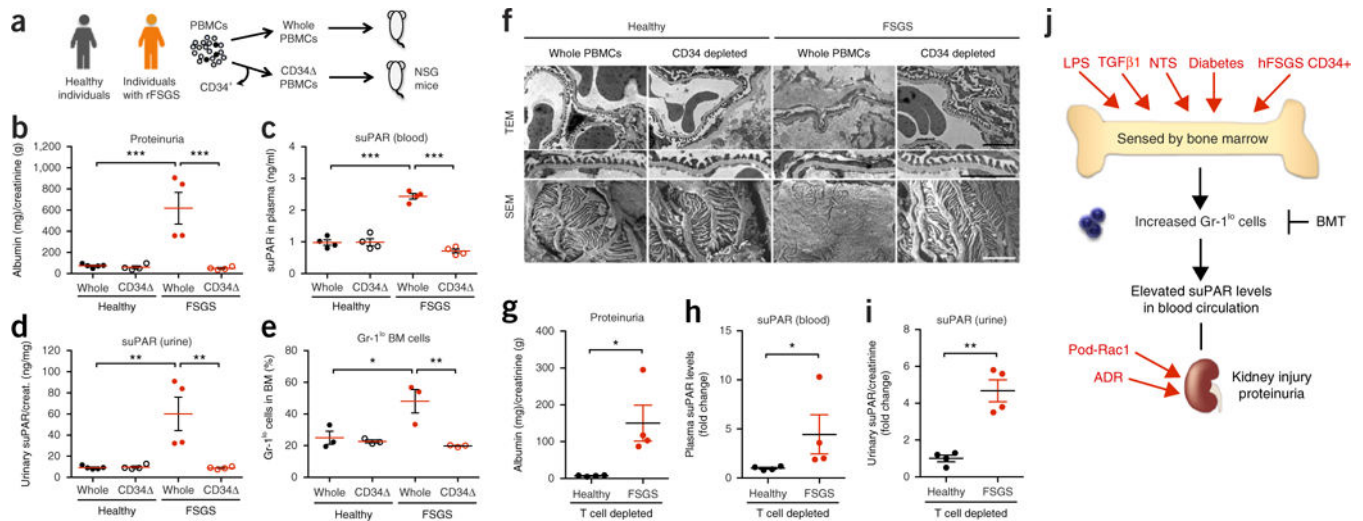 a
PBMCs
Whole
PBMCs
CD34Δ
PBMCs
CD34⁺
NSG
mice
Healthy
individuals
Individuals
with rFSGS
b
Proteinuria
Albumin (mg)/creatinine (g)
1,200
1,000
800
600
400
200
0
***
***
Whole CD34Δ Whole CD34Δ
Healthy FSGS
c
suPAR (blood)
suPAR in plasma (ng/ml)
4
3
2
1
0
***
***
Whole CD34Δ Whole CD34Δ
Healthy FSGS
d
suPAR (urine)
Urinary suPAR/creat. (ng/mg)
120
100
80
60
40
20
0
**
**
Whole CD34Δ Whole CD34Δ
Healthy FSGS
e
Gr-1ˡᵒ BM cells
Gr-1ˡᵒ cells in BM (%)
80
60
40
20
0
*
**
Whole CD34Δ Whole CD34Δ
Healthy FSGS
f
Healthy FSGS
Whole PBMCs CD34 depleted Whole PBMCs CD34 depleted
TEM
SEM
g
Proteinuria
Albumin (mg)/creatinine (g)
400
300
200
100
0
*
Healthy FSGS
T cell depleted
h
suPAR (blood)
Plasma suPAR levels
(fold change)
15
10
5
0
*
Healthy FSGS
T cell depleted
i
suPAR (urine)
Urinary suPAR/creatinine
(fold change)
8
6
4
2
0
**
Healthy FSGS
T cell depleted
j
LPS TGFβ1 NTS Diabetes hFSGS CD34+
Sensed by bone marrow
Increased Gr-1ˡᵒ cells
BMT
Elevated suPAR levels
in blood circulation
Pod-Rac1
ADR
Kidney injury
proteinuria